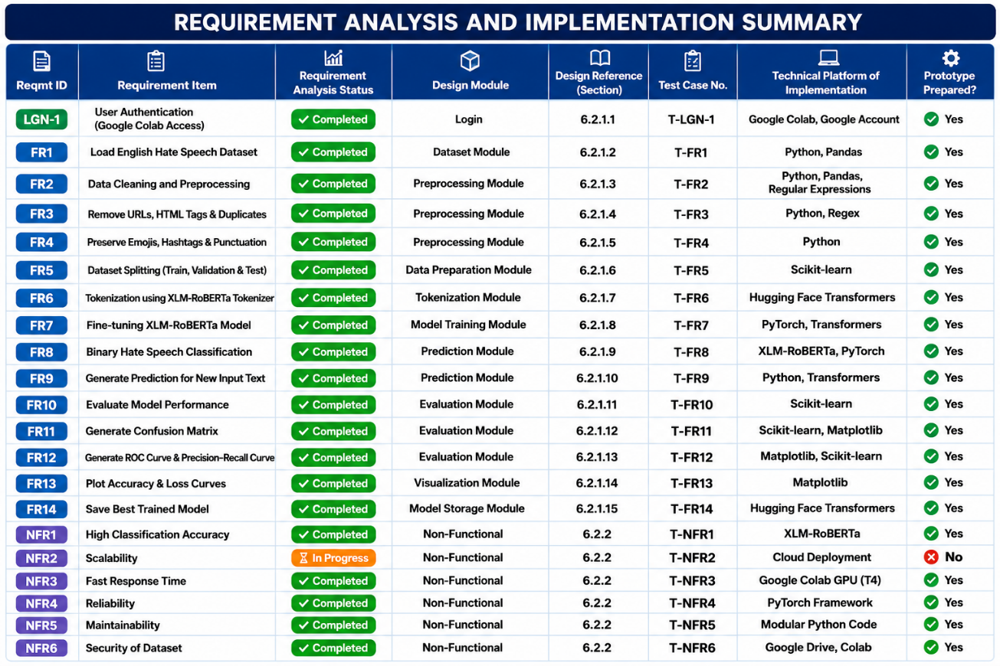 REQUIREMENT ANALYSIS AND IMPLEMENTATION SUMMARY
Reqmt ID Requirement Item Requirement Analysis Status Design Module Design Reference (Section) Test Case No. Technical Platform of Implementation Prototype Prepared?
LGN-1 User Authentication (Google Colab Access) Completed Login 6.2.1.1 T-LGN-1 Google Colab, Google Account Yes
FR1 Load English Hate Speech Dataset Completed Dataset Module 6.2.1.2 T-FR1 Python, Pandas Yes
FR2 Data Cleaning and Preprocessing Completed Preprocessing Module 6.2.1.3 T-FR2 Python, Pandas, Regular Expressions Yes
FR3 Remove URLs, HTML Tags & Duplicates Completed Preprocessing Module 6.2.1.4 T-FR3 Python, Regex Yes
FR4 Preserve Emojis, Hashtags & Punctuation Completed Preprocessing Module 6.2.1.5 T-FR4 Python Yes
FR5 Dataset Splitting (Train, Validation & Test) Completed Data Preparation Module 6.2.1.6 T-FR5 Scikit-learn Yes
FR6 Tokenization using XLM-RoBERTa Tokenizer Completed Tokenization Module 6.2.1.7 T-FR6 Hugging Face Transformers Yes
FR7 Fine-tuning XLM-RoBERTa Model Completed Model Training Module 6.2.1.8 T-FR7 PyTorch, Transformers Yes
FR8 Binary Hate Speech Classification Completed Prediction Module 6.2.1.9 T-FR8 XLM-RoBERTa, PyTorch Yes
FR9 Generate Prediction for New Input Text Completed Prediction Module 6.2.1.10 T-FR9 Python, Transformers Yes
FR10 Evaluate Model Performance Completed Evaluation Module 6.2.1.11 T-FR10 Scikit-learn Yes
FR11 Generate Confusion Matrix Completed Evaluation Module 6.2.1.12 T-FR11 Scikit-learn, Matplotlib Yes
FR12 Generate ROC Curve & Precision–Recall Curve Completed Evaluation Module 6.2.1.13 T-FR12 Matplotlib, Scikit-learn Yes
FR13 Plot Accuracy & Loss Curves Completed Visualization Module 6.2.1.14 T-FR13 Matplotlib Yes
FR14 Save Best Trained Model Completed Model Storage Module 6.2.1.15 T-FR14 Hugging Face Transformers Yes
NFR1 High Classification Accuracy Completed Non-Functional 6.2.2 T-NFR1 XLM-RoBERTa Yes
NFR2 Scalability In Progress Non-Functional 6.2.2 T-NFR2 Cloud Deployment No
NFR3 Fast Response Time Completed Non-Functional 6.2.2 T-NFR3 Google Colab GPU (T4) Yes
NFR4 Reliability Completed Non-Functional 6.2.2 T-NFR4 PyTorch Framework Yes
NFR5 Maintainability Completed Non-Functional 6.2.2 T-NFR5 Modular Python Code Yes
NFR6 Security of Dataset Completed Non-Functional 6.2.2 T-NFR6 Google Drive, Colab Yes